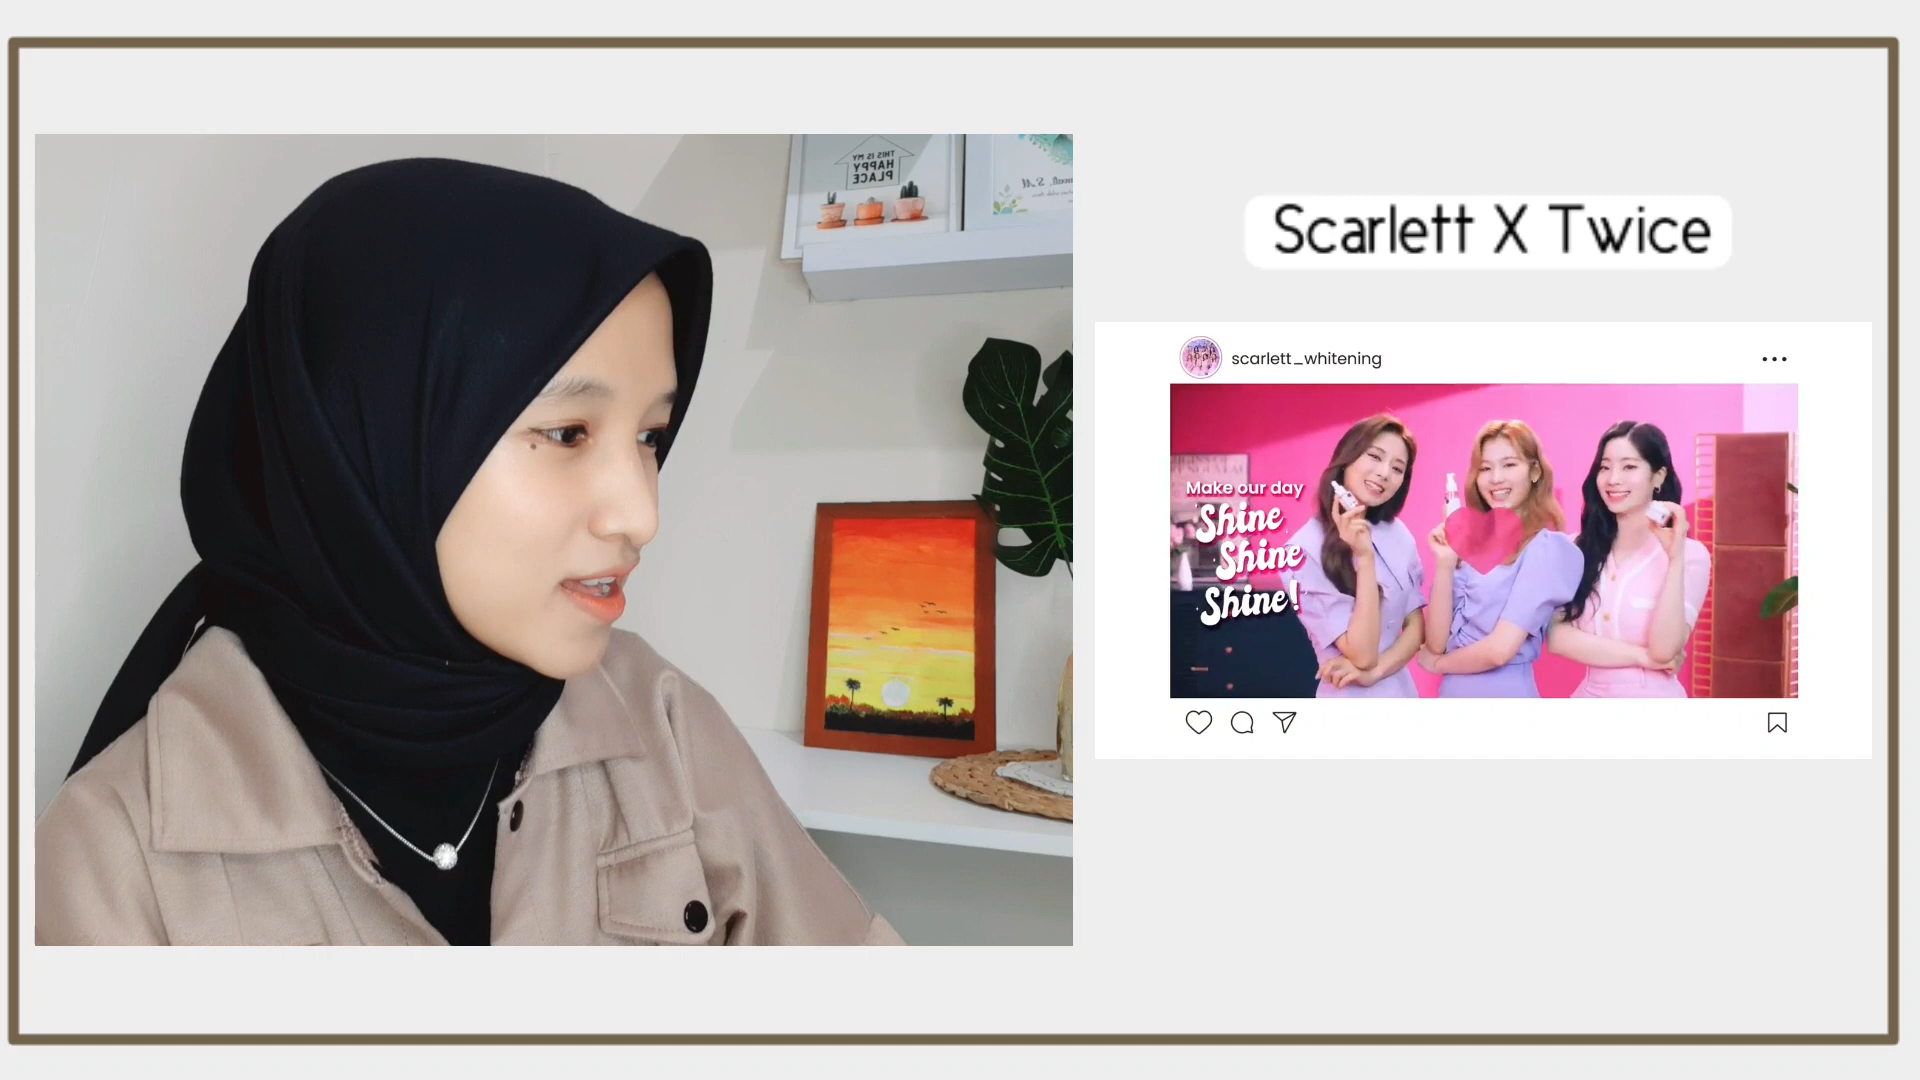 THIS IS MY
HAPPY
PLACE
Scarlett X Twice
scarlett_whitening
Make our day
Shine
Shine
Shine!